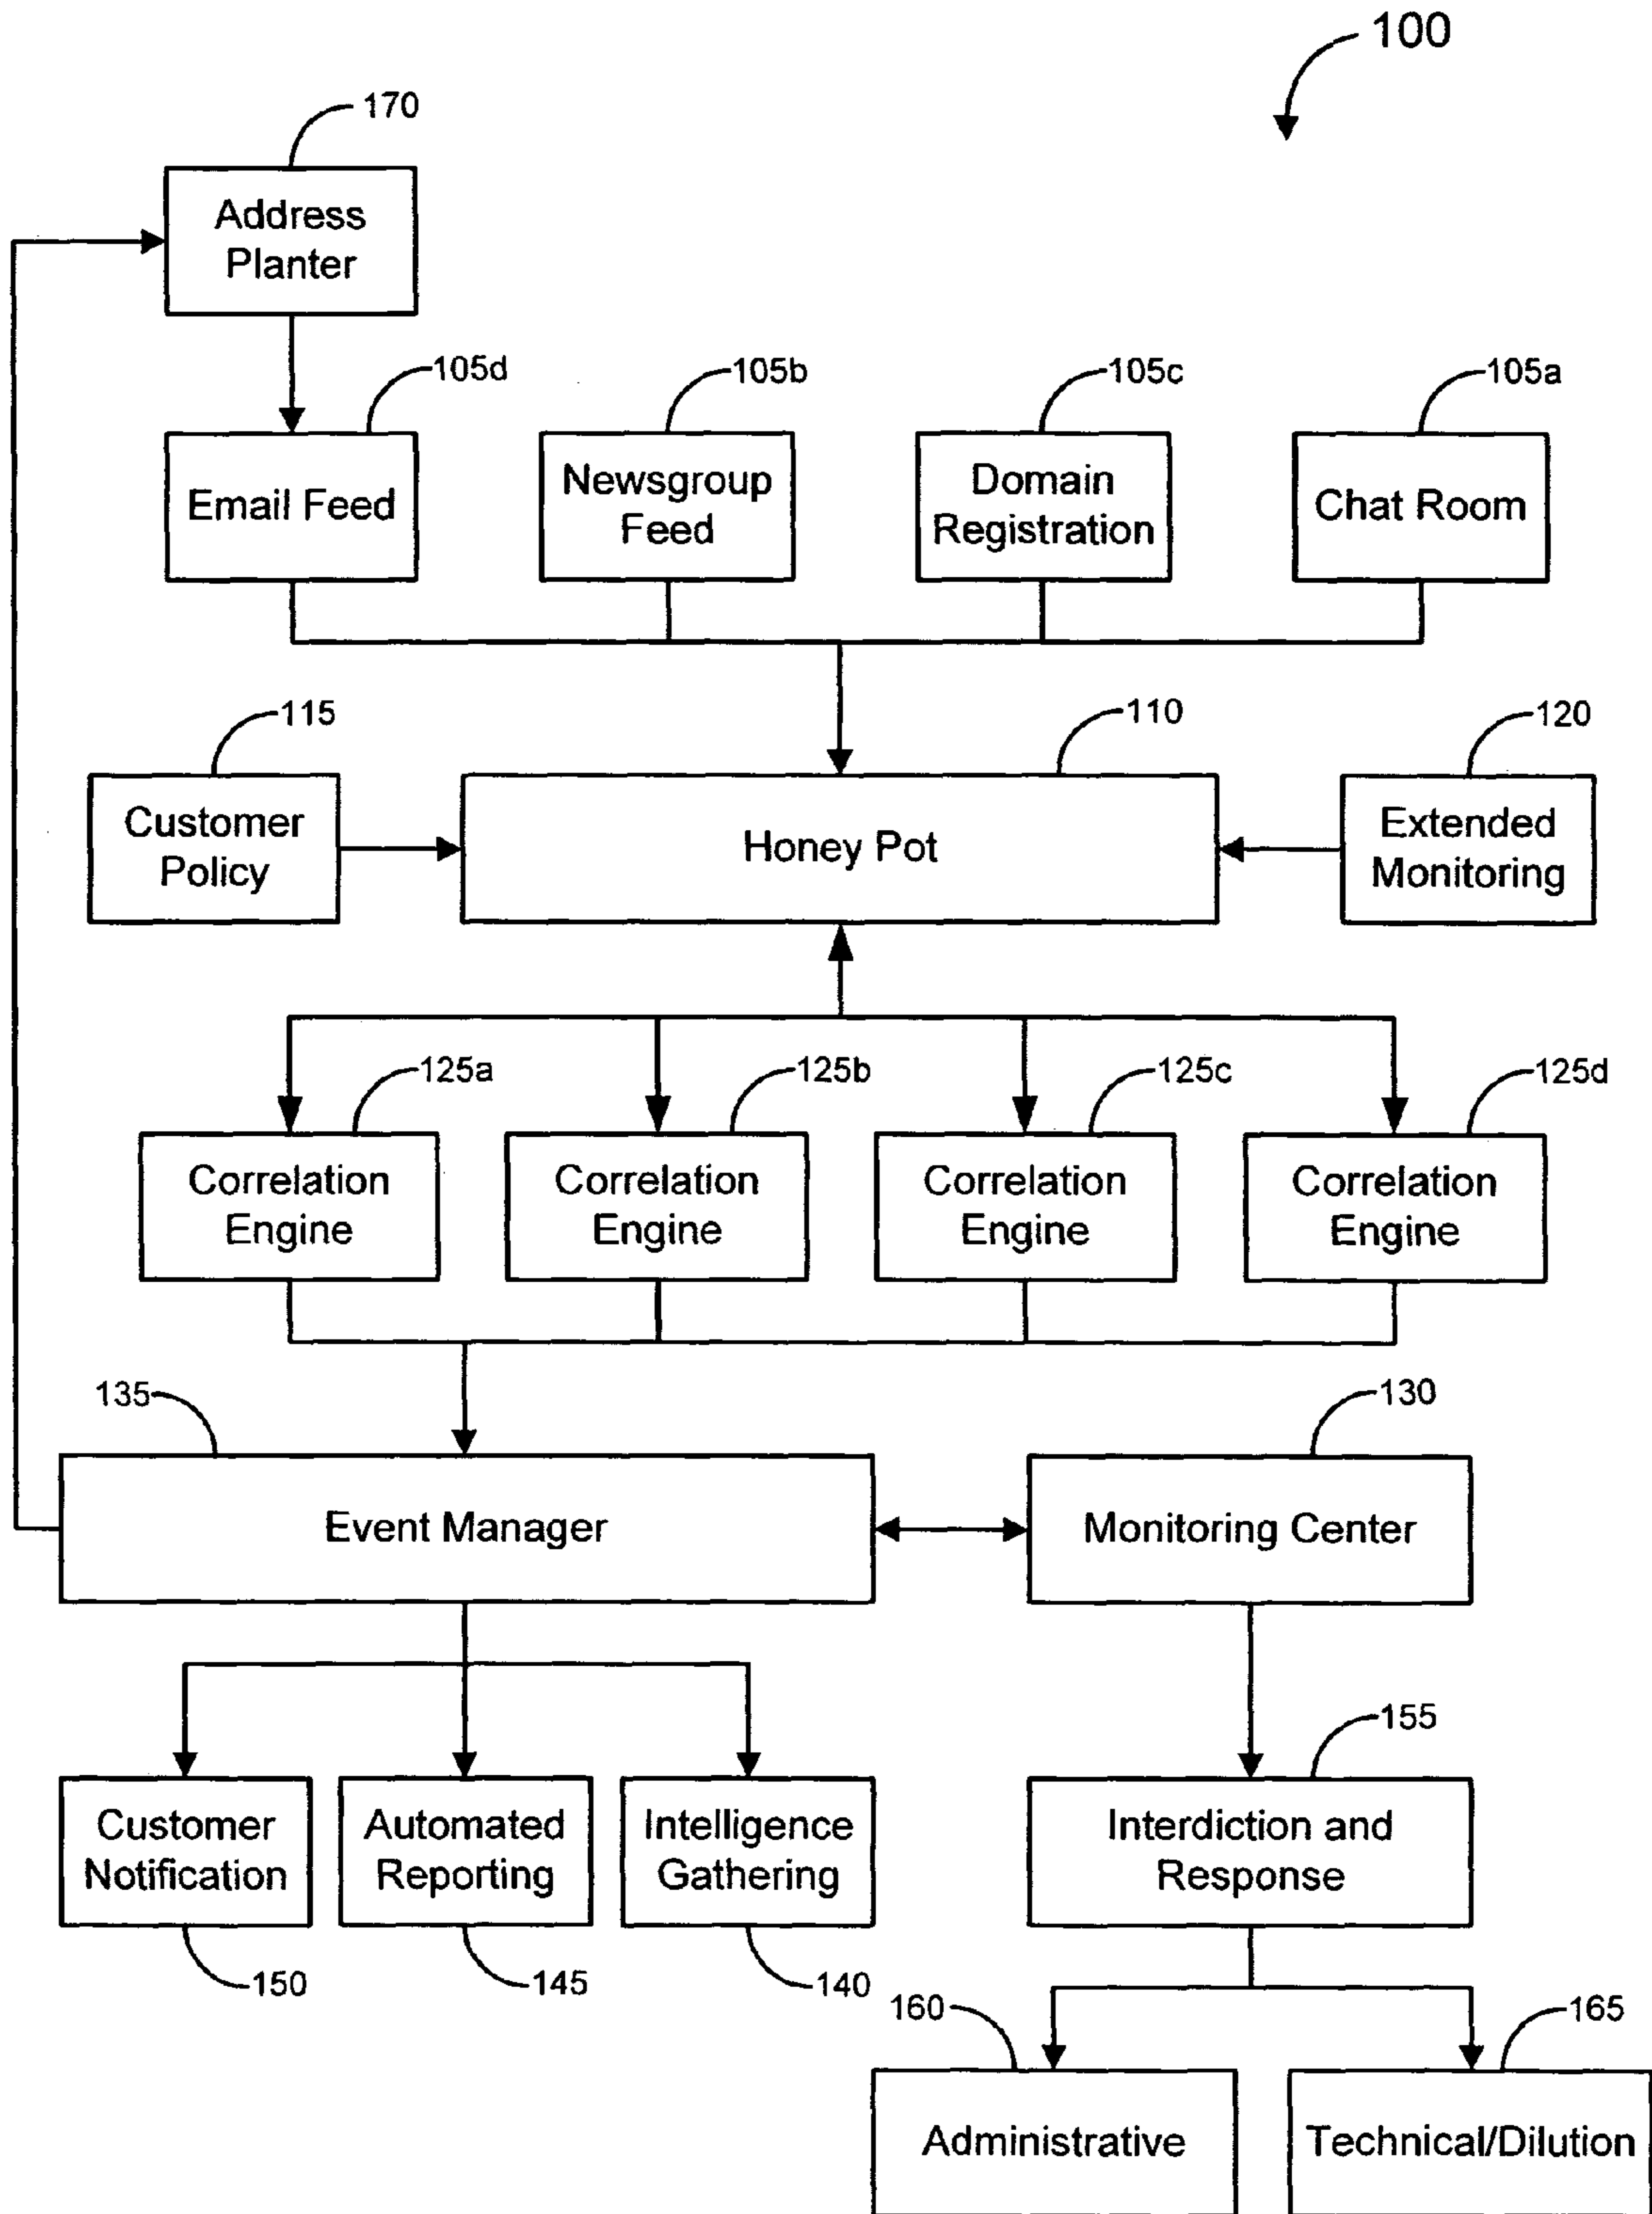 100
170
Address
Planter
105d
105b
105c
105a
Email Feed
Newsgroup
Feed
Domain
Registration
Chat Room
115
110
120
Customer
Policy
Honey Pot
Extended
Monitoring
125a
125b
125c
125d
Correlation
Engine
Correlation
Engine
Correlation
Engine
Correlation
Engine
135
130
Event Manager
Monitoring Center
155
Customer
Notification
Automated
Reporting
Intelligence
Gathering
Interdiction and
Response
150
145
140
160
165
Administrative
Technical/Dilution